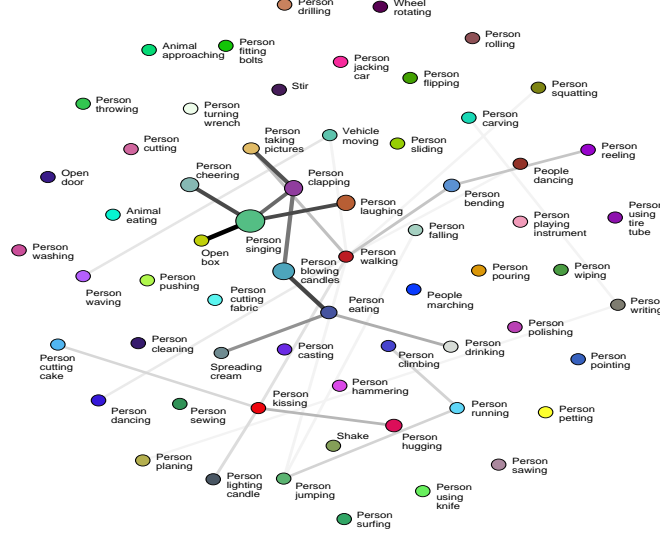 Person
drilling
Wheel
rotating
Person
rolling
Animal
approaching
Person
fitting
bolts
Person
jacking
car
Person
flipping
Stir
Person
squatting
Person
throwing
Person
turning
wrench
Person
carving
Person
cutting
Person
taking
pictures
Vehicle
moving
Person
sliding
Person
reeling
Open
door
Person
cheering
Person
clapping
People
dancing
Person
bending
Animal
eating
Person
laughing
Person
playing
instrument
Person
using
tire
tube
Person
washing
Open
box
Person
singing
Person
falling
Person
walking
Person
waving
Person
pushing
Person
blowing
candles
Person
pouring
Person
wiping
Person
cutting
fabric
Person
eating
People
marching
Person
writing
Person
polishing
Person
cutting
cake
Person
cleaning
Spreading
cream
Person
casting
Person
climbing
Person
drinking
Person
pointing
Person
hammering
Person
dancing
Person
sewing
Person
kissing
Person
running
Person
petting
Person
hugging
Shake
Person
planing
Person
lighting
candle
Person
jumping
Person
sawing
Person
using
knife
Person
surfing